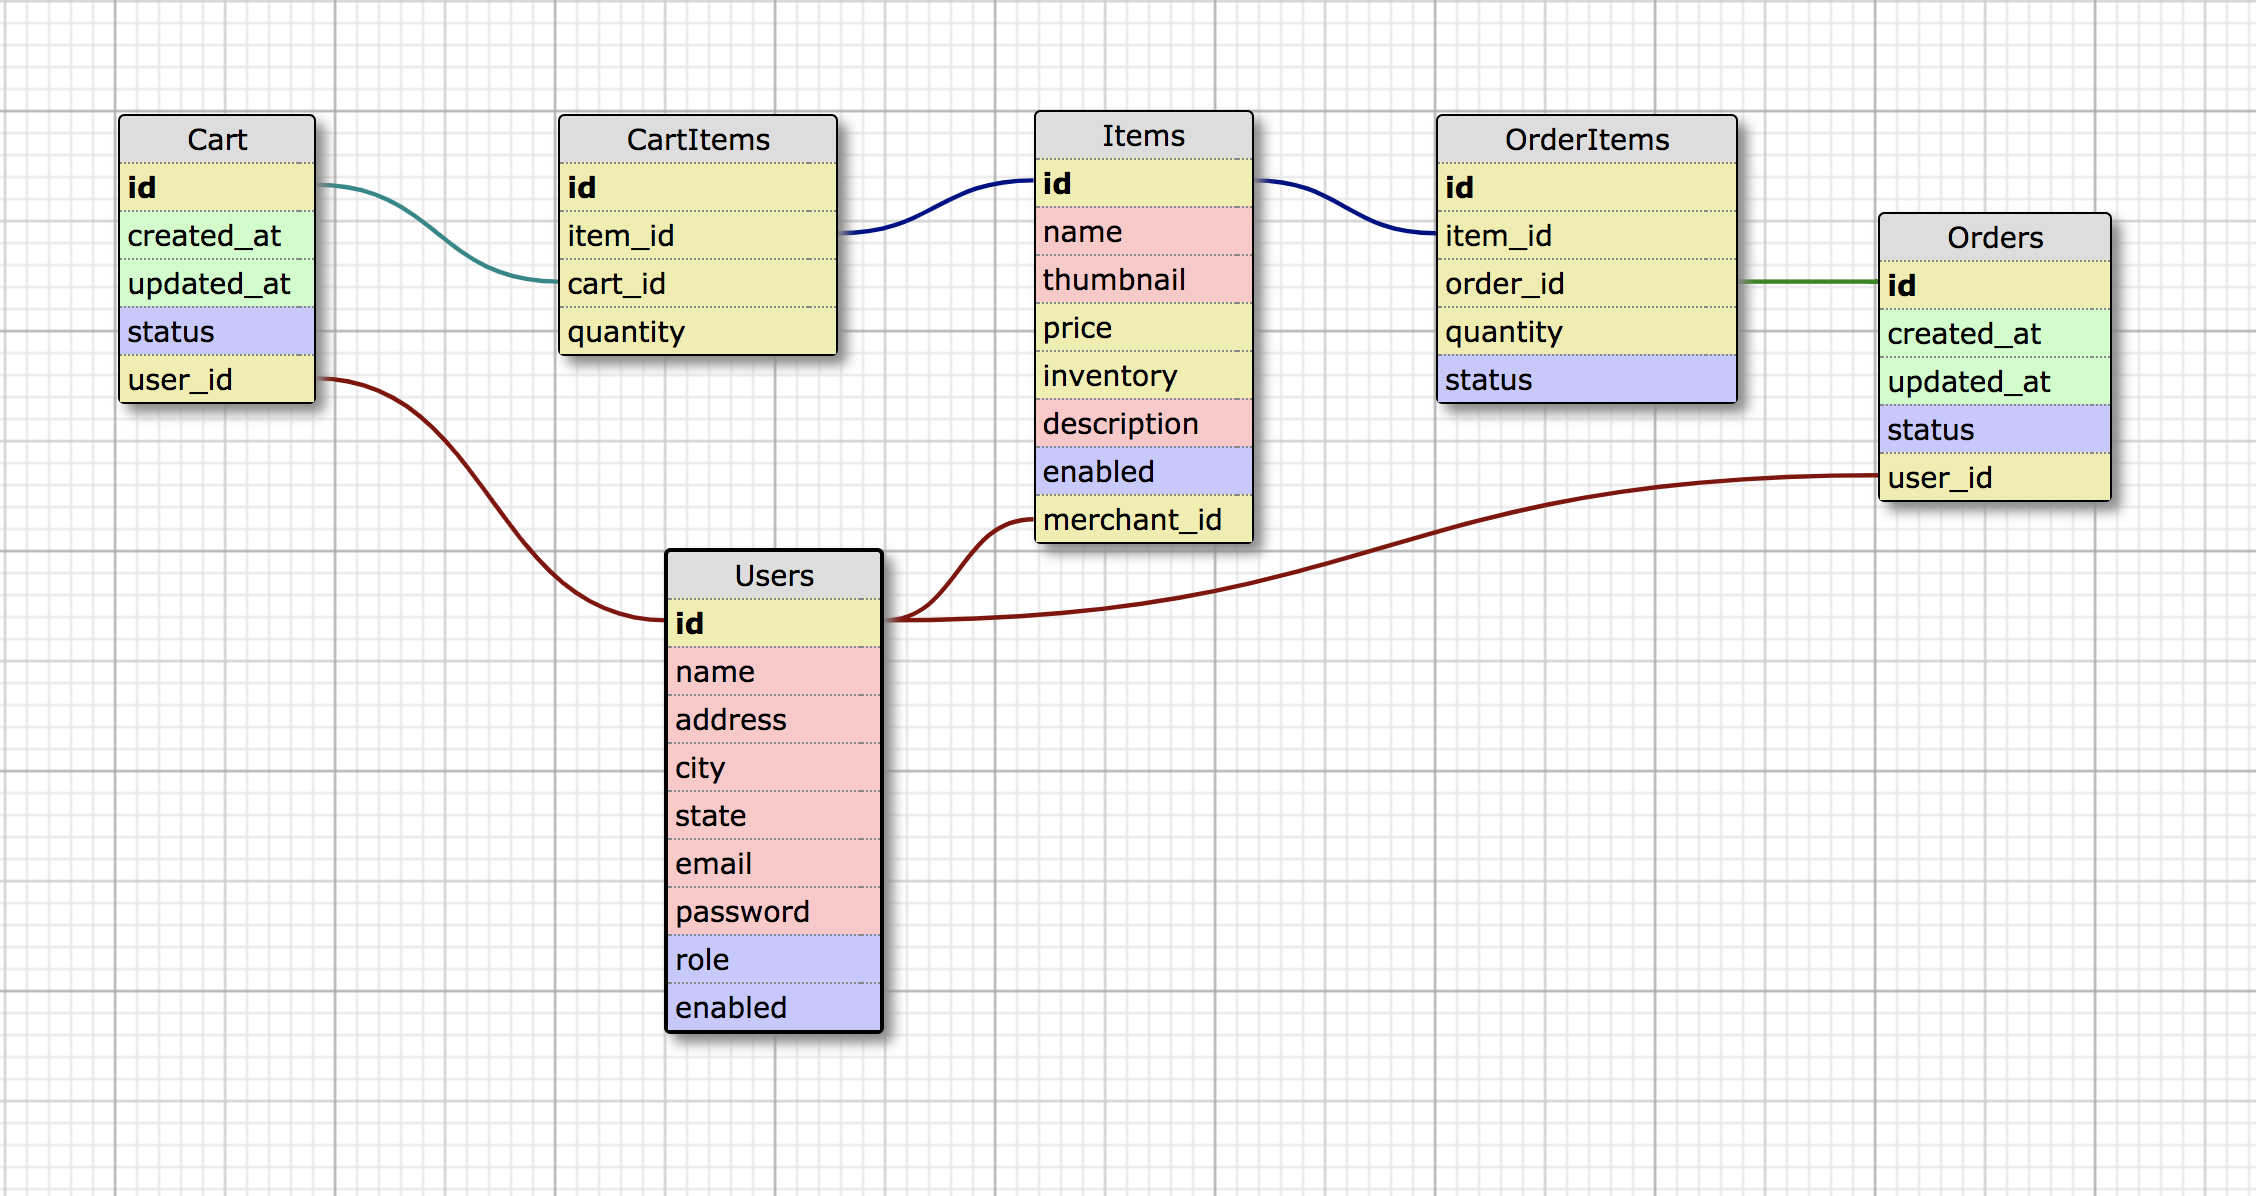 Cart
id
created_at
updated_at
status
user_id
CartItems
id
item_id
cart_id
quantity
Items
id
name
thumbnail
price
inventory
description
enabled
merchant_id
OrderItems
id
item_id
order_id
quantity
status
Orders
id
created_at
updated_at
status
user_id
Users
id
name
address
city
state
email
password
role
enabled